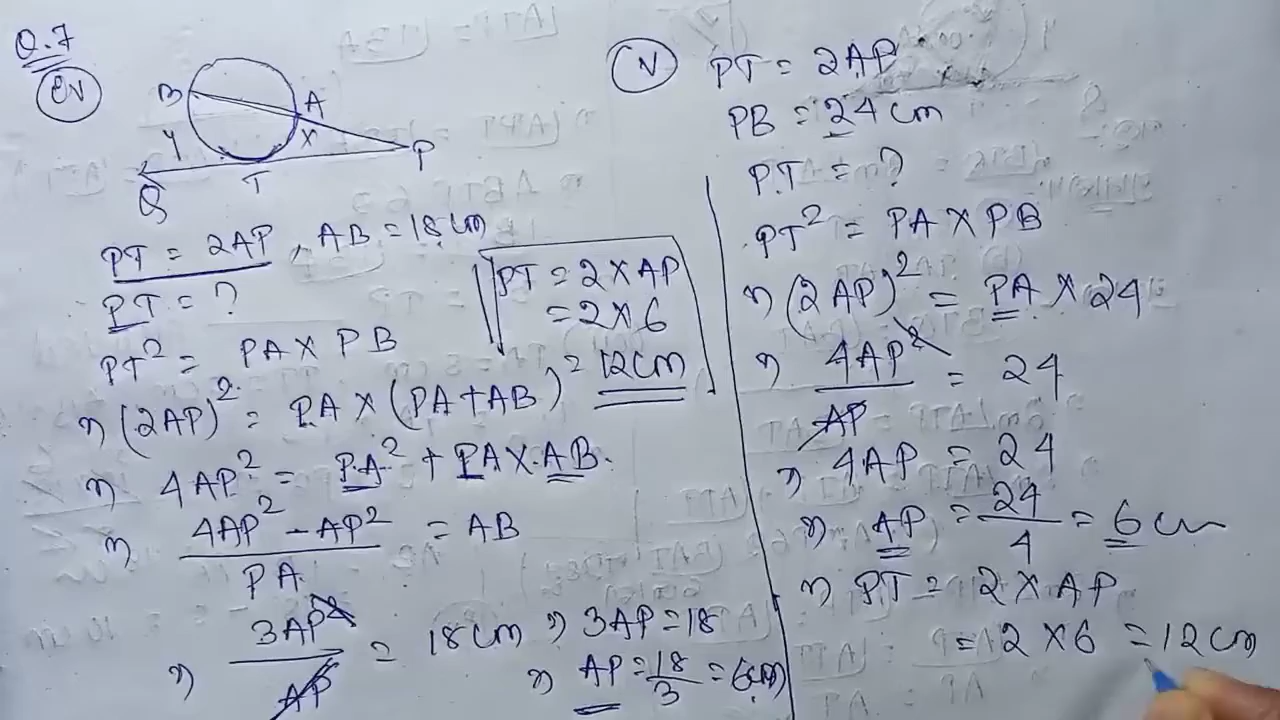 Q.7
(iv)
B
A
Y
X
P
Q
T
PT = 2AP, AB = 18 cm
PT = ?
PT² = PA × PB
⇒ (2AP)² = PA × (PA + AB)
⇒ 4AP² = PA² + PA × AB.
⇒ 4AP² - AP² / PA = AB
⇒ 3AP² / AP = 18 cm
⇒ 3AP = 18
⇒ AP = 18/3 = 6 cm
PT = 2 × AP
= 2 × 6
= 12 cm
(V) PT = 2AP
PB = 24 cm
PT = ?
PT² = PA × PB
⇒ (2AP)² = PA × 24
⇒ 4AP² / AP = 24
⇒ 4AP = 24
⇒ AP = 24/4 = 6 cm
⇒ PT = 2 × AP
= 2 × 6 = 12 cm